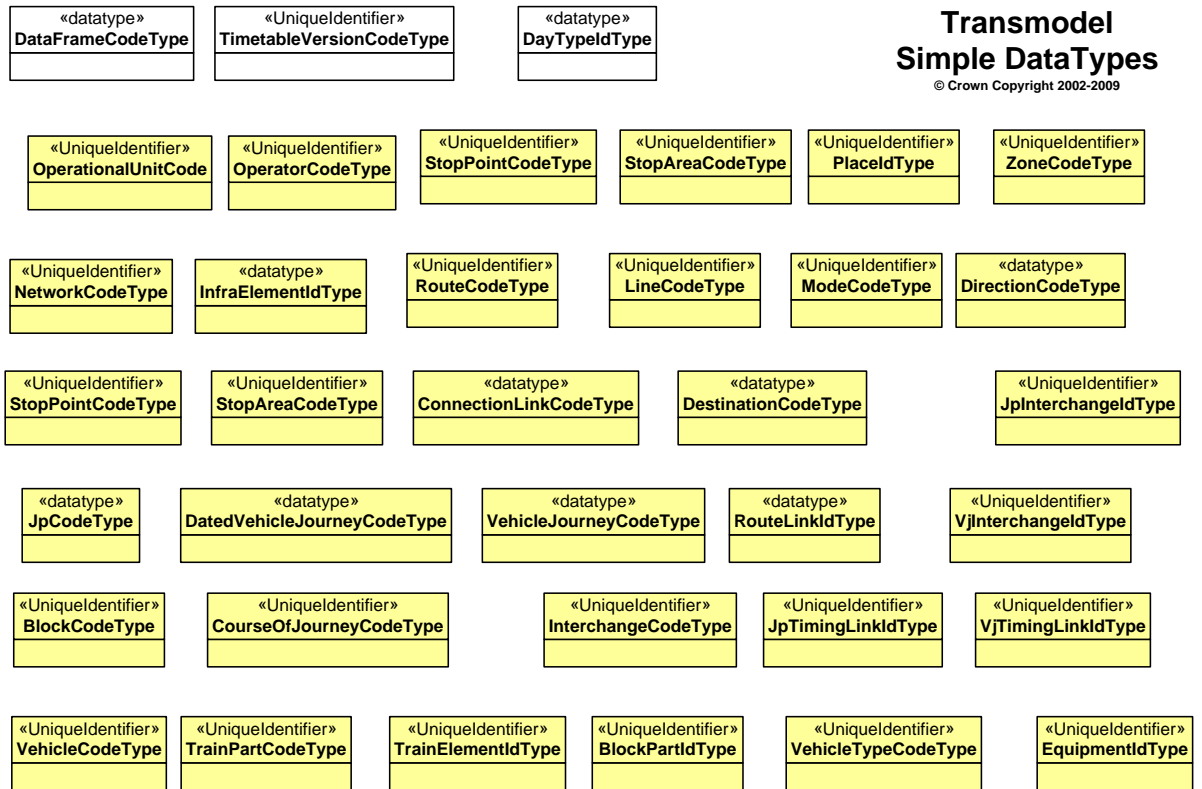 «datatype»
DataFrameCodeType
«UniqueIdentifier»
TimetableVersionCodeType
«datatype»
DayTypeIdType
Transmodel
Simple DataTypes
© Crown Copyright 2002-2009
«UniqueIdentifier»
OperationalUnitCode
«UniqueIdentifier»
OperatorCodeType
«UniqueIdentifier»
StopPointCodeType
«UniqueIdentifier»
StopAreaCodeType
«UniqueIdentifier»
PlaceIdType
«UniqueIdentifier»
ZoneCodeType
«UniqueIdentifier»
NetworkCodeType
«datatype»
InfraElementIdType
«UniqueIdentifier»
RouteCodeType
«UniqueIdentifier»
LineCodeType
«UniqueIdentifier»
ModeCodeType
«datatype»
DirectionCodeType
«UniqueIdentifier»
StopPointCodeType
«UniqueIdentifier»
StopAreaCodeType
«datatype»
ConnectionLinkCodeType
«datatype»
DestinationCodeType
«UniqueIdentifier»
JpInterchangeIdType
«datatype»
JpCodeType
«datatype»
DatedVehicleJourneyCodeType
«datatype»
VehicleJourneyCodeType
«datatype»
RouteLinkIdType
«UniqueIdentifier»
VjInterchangeIdType
«UniqueIdentifier»
BlockCodeType
«UniqueIdentifier»
CourseOfJourneyCodeType
«UniqueIdentifier»
InterchangeCodeType
«UniqueIdentifier»
JpTimingLinkIdType
«UniqueIdentifier»
VjTimingLinkIdType
«UniqueIdentifier»
VehicleCodeType
«UniqueIdentifier»
TrainPartCodeType
«UniqueIdentifier»
TrainElementIdType
«UniqueIdentifier»
BlockPartIdType
«UniqueIdentifier»
VehicleTypeCodeType
«UniqueIdentifier»
EquipmentIdType